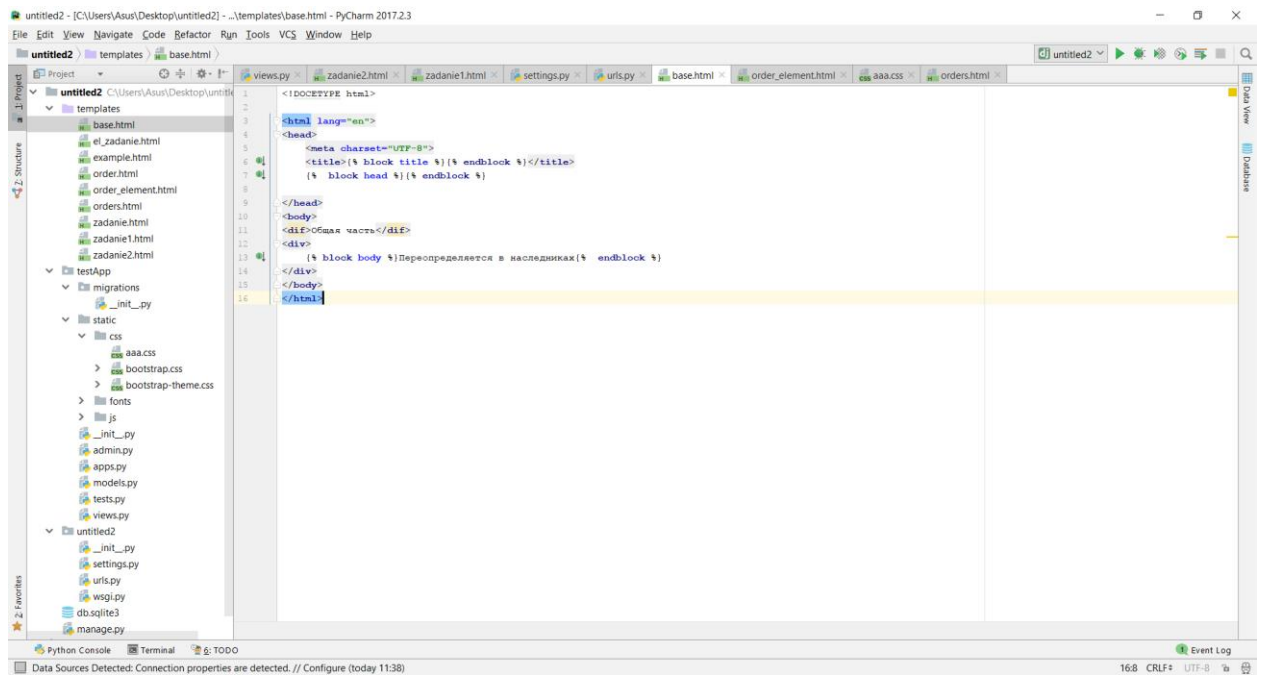 untitled2 - [C:\Users\Asus\Desktop\untitled2] - ...\templates\base.html - PyCharm 2017.2.3
File Edit View Navigate Code Refactor Run Tools VCS Window Help
untitled2 templates base.html untitled2
Project views.py zadanie2.html zadanie1.html settings.py urls.py base.html order_element.html aaa.css orders.html
1: Project
7: Structure
2: Favorites
untitled2 C:\Users\Asus\Desktop\untitle
templates
base.html
el_zadanie.html
example.html
order.html
order_element.html
orders.html
zadanie.html
zadanie1.html
zadanie2.html
testApp
migrations
__init__.py
static
css
aaa.css
bootstrap.css
bootstrap-theme.css
fonts
js
__init__.py
admin.py
apps.py
models.py
tests.py
views.py
untitled2
__init__.py
settings.py
urls.py
wsgi.py
db.sqlite3
manage.py
1 <!DOCETYPE html>
2
3 <html lang="en">
4 <head>
5 <meta charset="UTF-8">
6 <title>{% block title %}{% endblock %}</title>
7 {%  block head %}{% endblock %}
8
9 </head>
10 <body>
11 <dif>Общая часть</dif>
12 <div>
13 {% block body %}Переопределяется в наследниках{%  endblock %}
14 </div>
15 </body>
16 </html>
Data View
Database
Python Console Terminal 6: TODO 1 Event Log
Data Sources Detected: Connection properties are detected. // Configure (today 11:38) 16:8 CRLF UTF-8